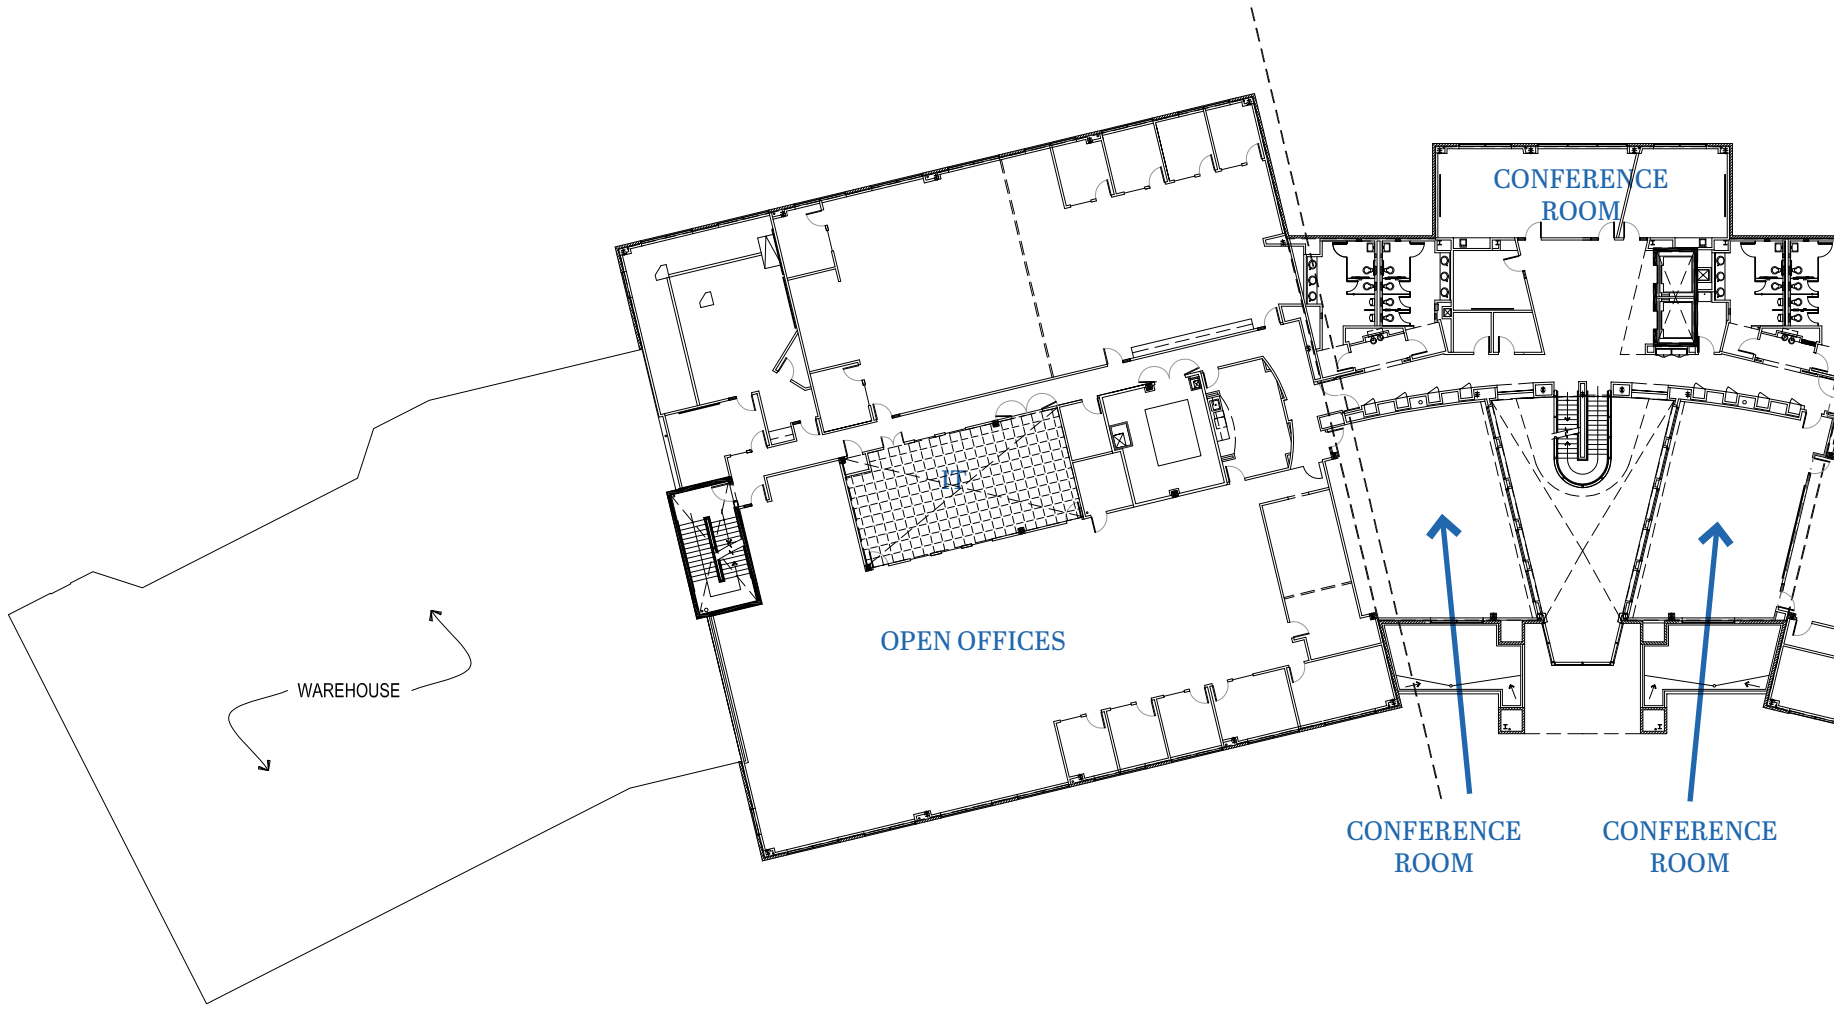 CONFERENCE
ROOM
IT
OPEN OFFICES
WAREHOUSE
CONFERENCE
ROOM
CONFERENCE
ROOM